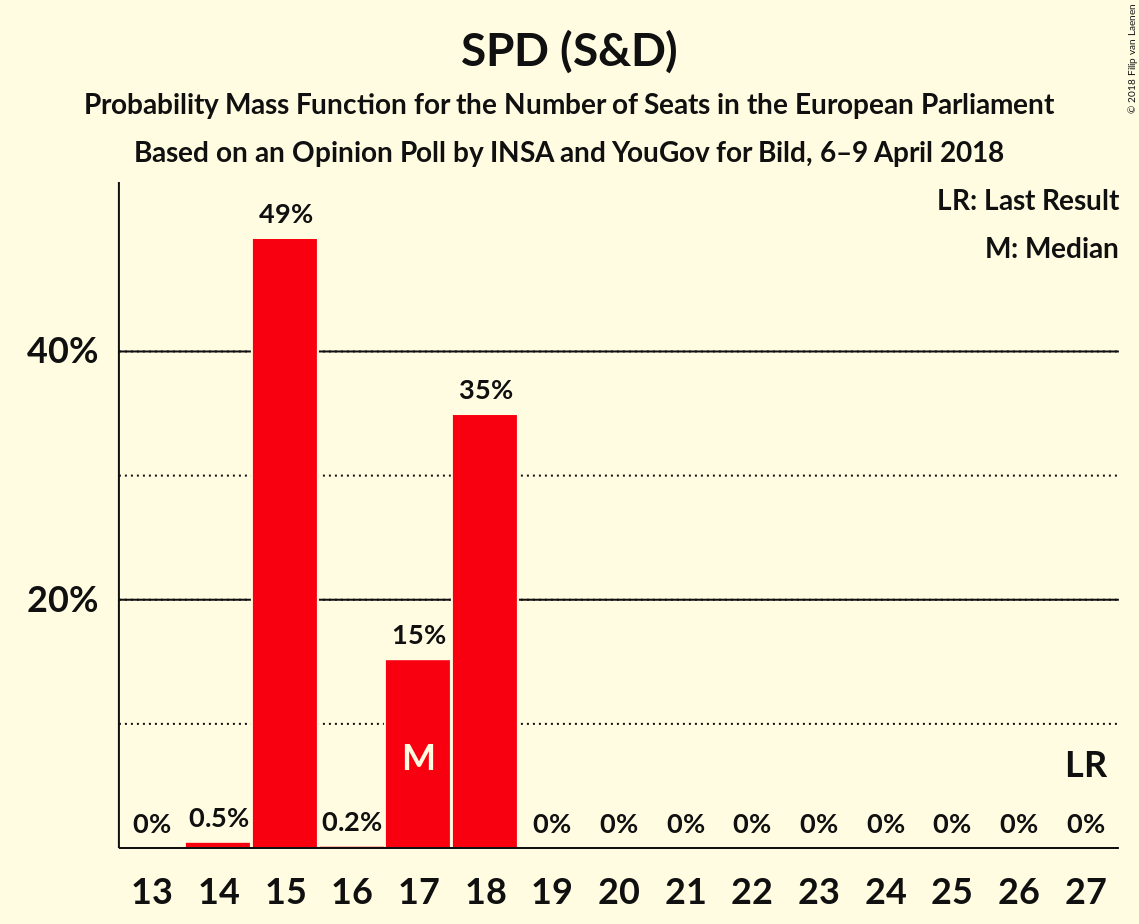 SPD (S&D)
Probability Mass Function for the Number of Seats in the European Parliament
Based on an Opinion Poll by INSA and YouGov for Bild, 6–9 April 2018
© 2018 Filip van Laenen
LR: Last Result
M: Median
49%
40%
35%
20%
15%
M
LR
0% 0.5% 0.2% 0% 0% 0% 0% 0% 0% 0% 0% 0%
13 14 15 16 17 18 19 20 21 22 23 24 25 26 27